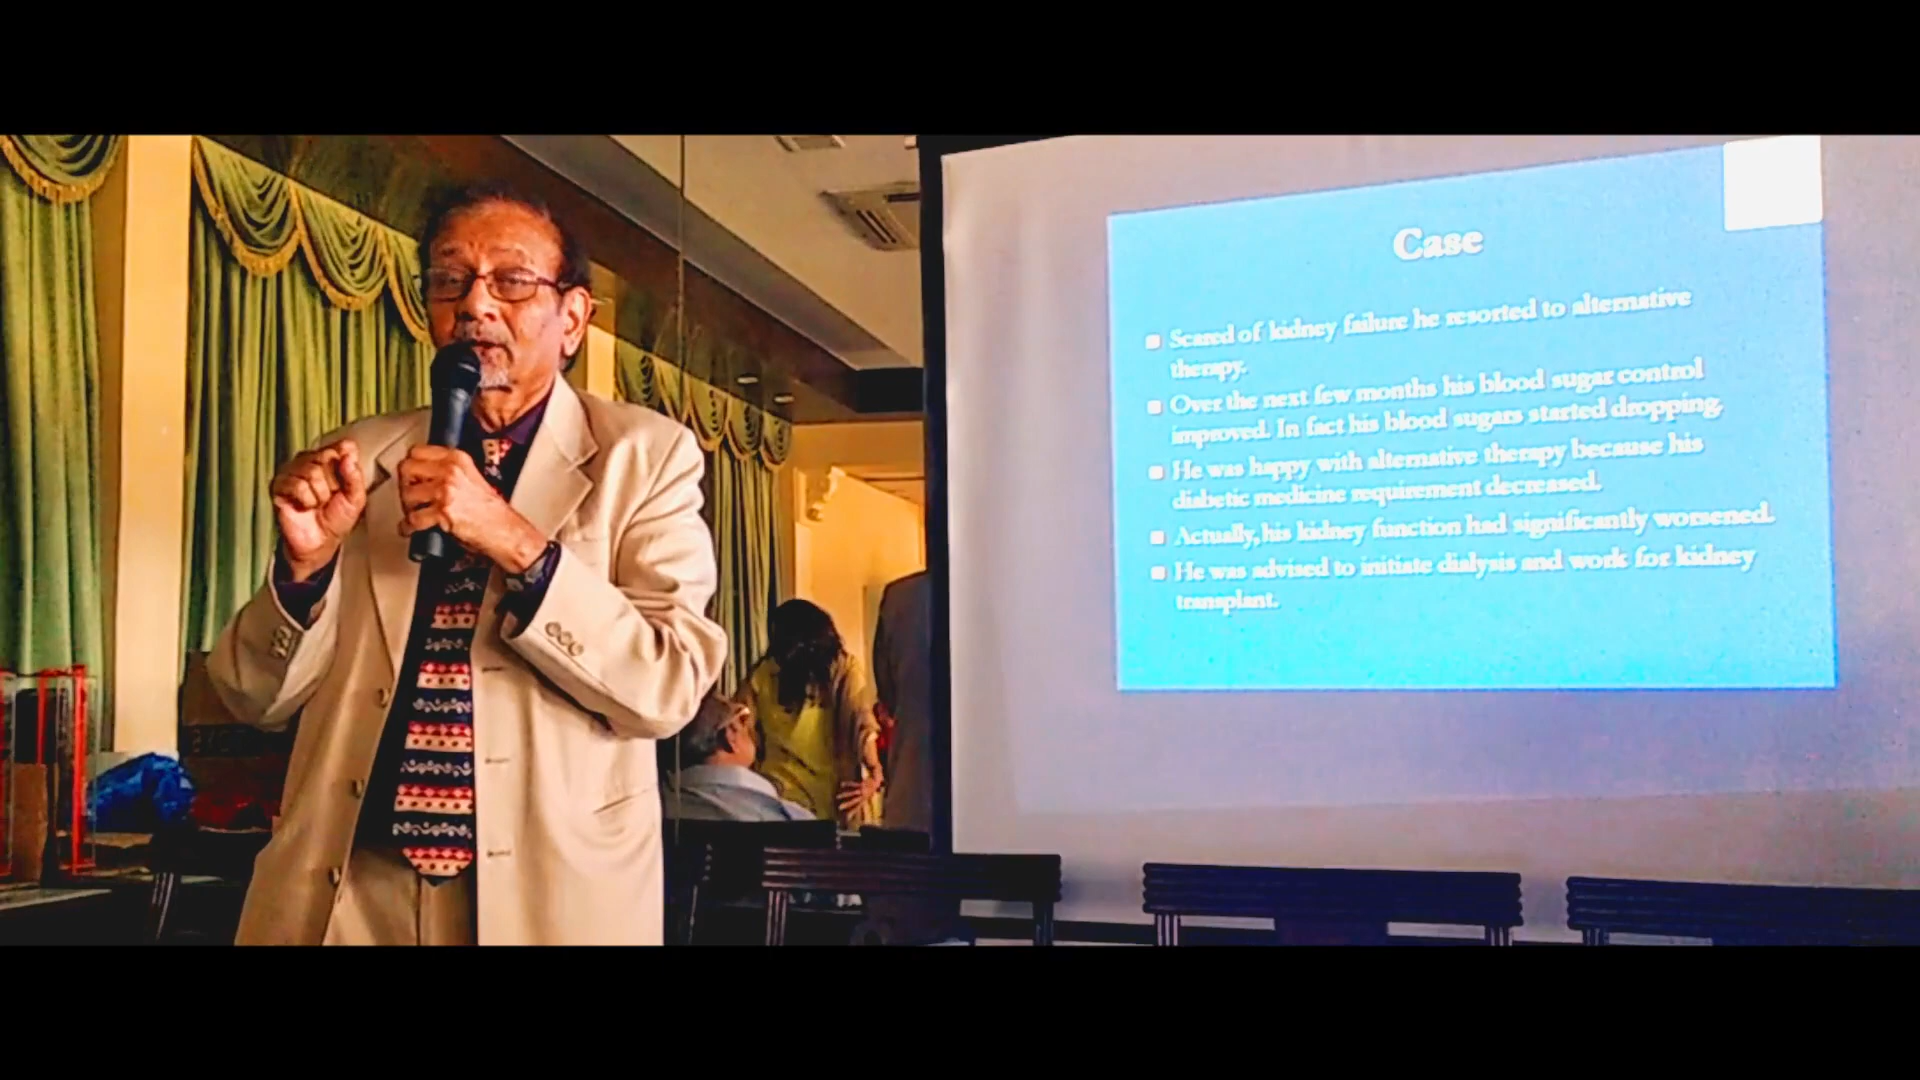 Case
Scared of kidney failure he resorted to alternative
therapy.
Over the next few months his blood sugar control
improved. In fact his blood sugars started dropping.
He was happy with alternative therapy because his
diabetic medicine requirement decreased.
Actually, his kidney function had significantly worsened.
He was advised to initiate dialysis and work for kidney
transplant.